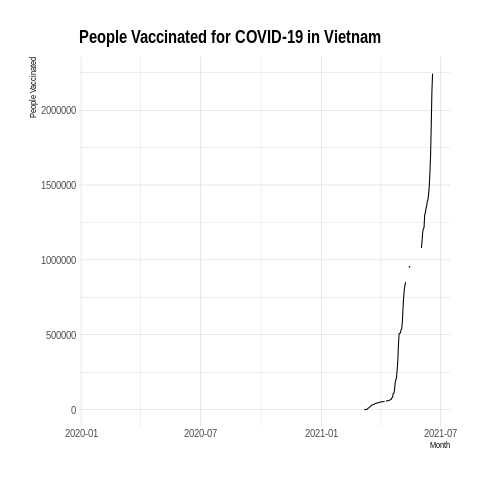 People Vaccinated for COVID-19 in Vietnam
People Vaccinated
2000000
1500000
1000000
500000
0
2020-01 2020-07 2021-01 2021-07
Month